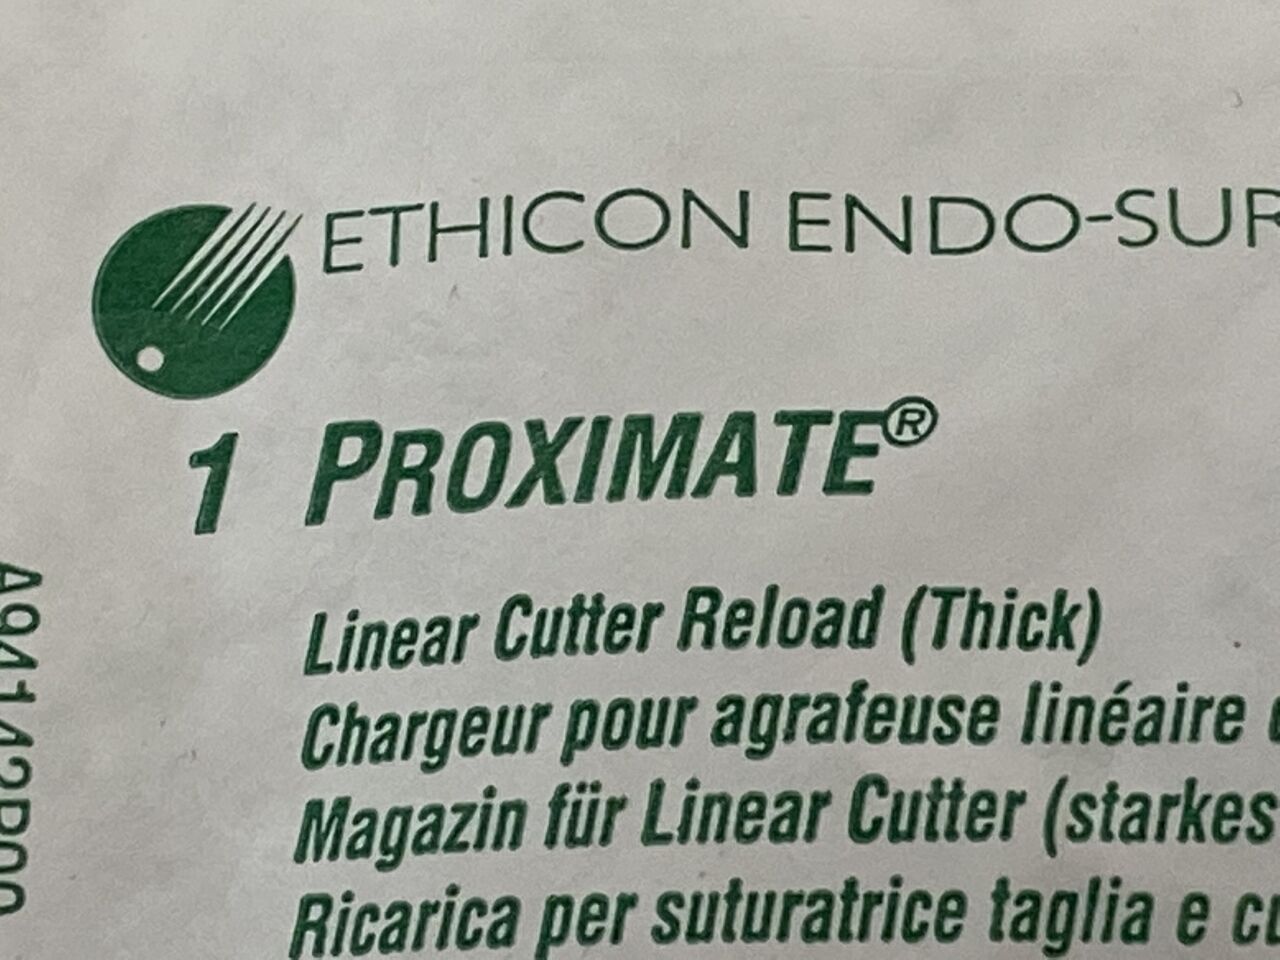 ETHICON ENDO-SUR
1 PROXIMATE®
Linear Cutter Reload (Thick)
Chargeur pour agrafeuse linéaire
Magazin für Linear Cutter (starkes
Ricarica per suturatrice taglia e cu